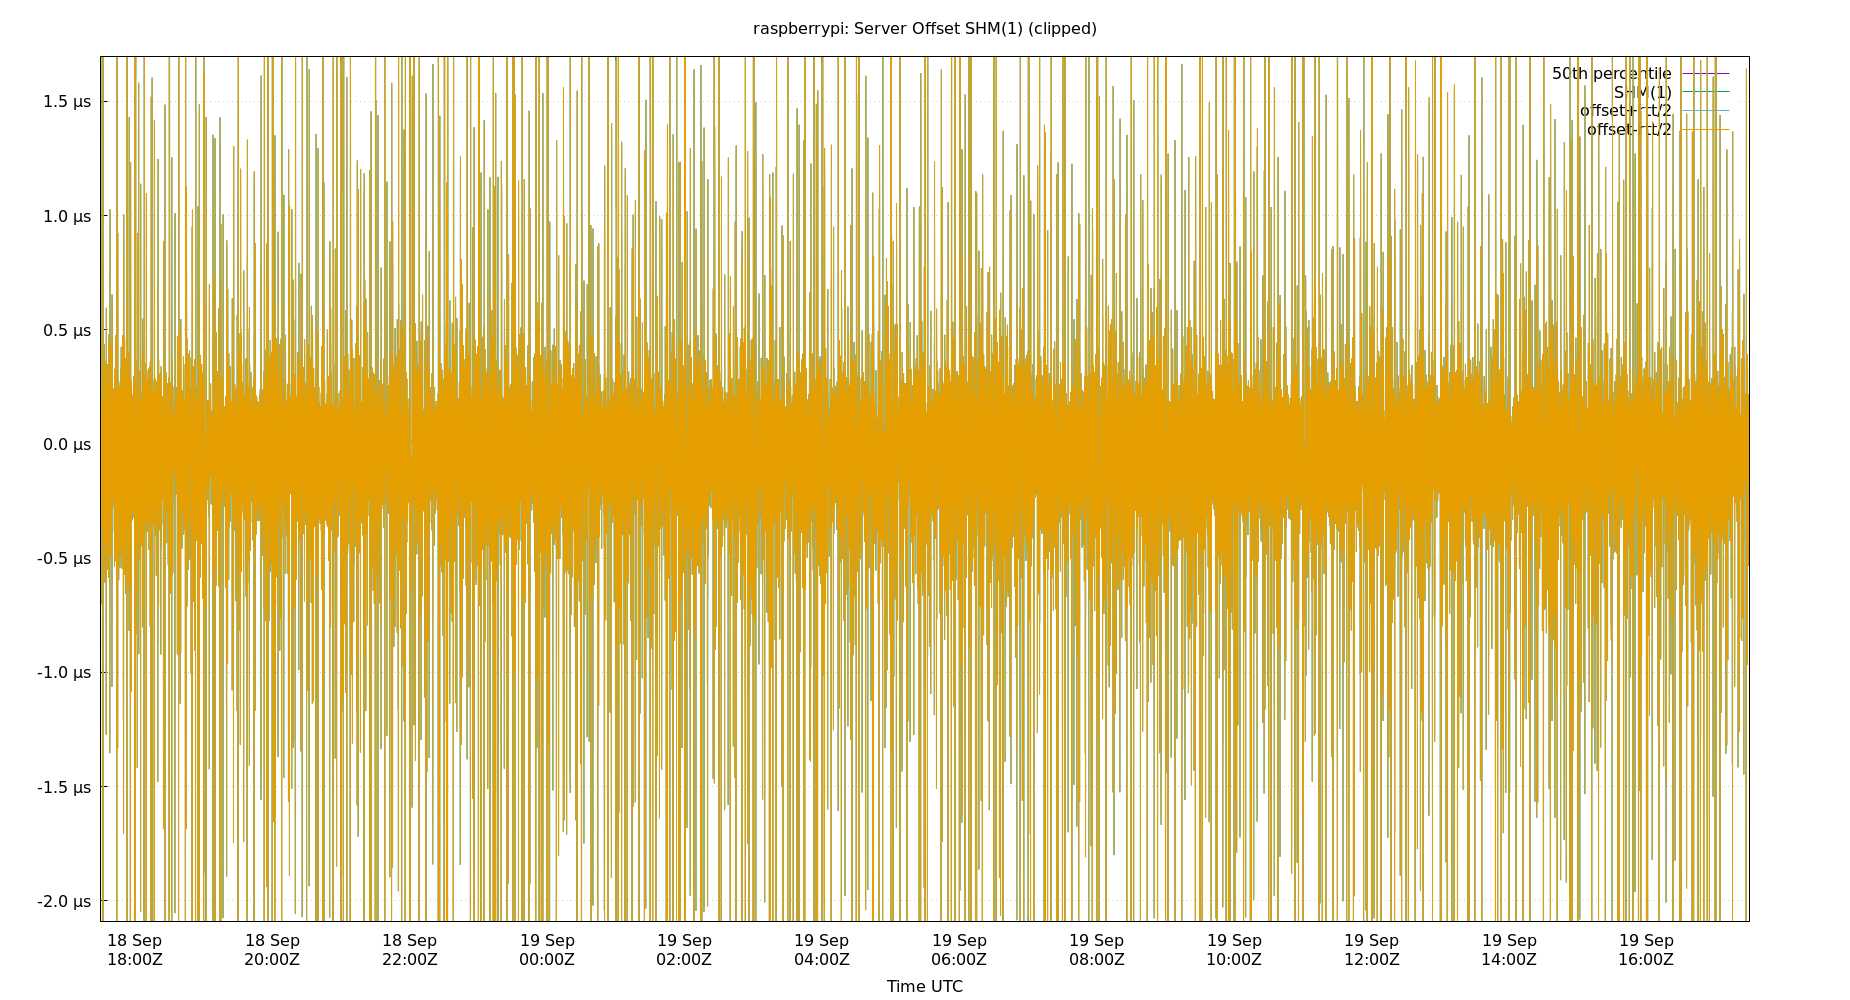 raspberrypi: Server Offset SHM(1) (clipped)
50th percentile
SHM(1)
offset+rtt/2
offset-rtt/2
1.5 µs
1.0 µs
0.5 µs
0.0 µs
-0.5 µs
-1.0 µs
-1.5 µs
-2.0 µs
18 Sep 18 Sep 18 Sep 19 Sep 19 Sep 19 Sep 19 Sep 19 Sep 19 Sep 19 Sep 19 Sep 19 Sep
18:00Z 20:00Z 22:00Z 00:00Z 02:00Z 04:00Z 06:00Z 08:00Z 10:00Z 12:00Z 14:00Z 16:00Z
Time UTC